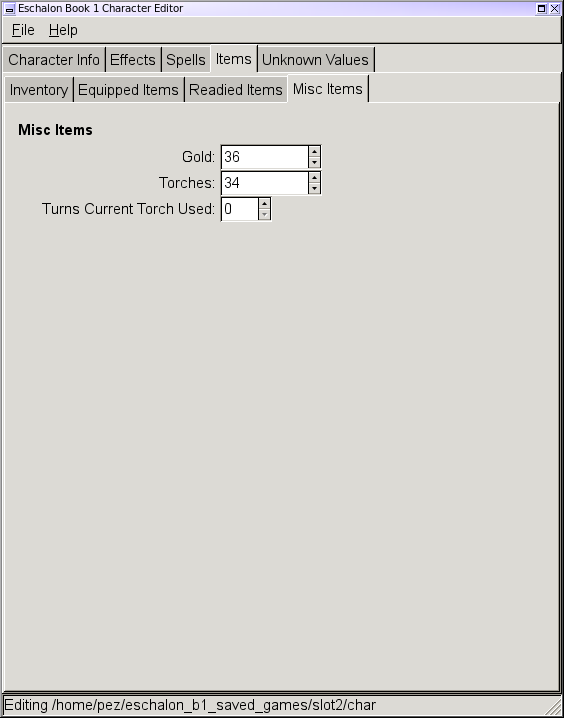 Eschalon Book 1 Character Editor
File Help
Character Info Effects Spells Items Unknown Values
Inventory Equipped Items Readied Items Misc Items
Misc Items
Gold: 36
Torches: 34
Turns Current Torch Used: 0
Editing /home/pez/eschalon_b1_saved_games/slot2/char